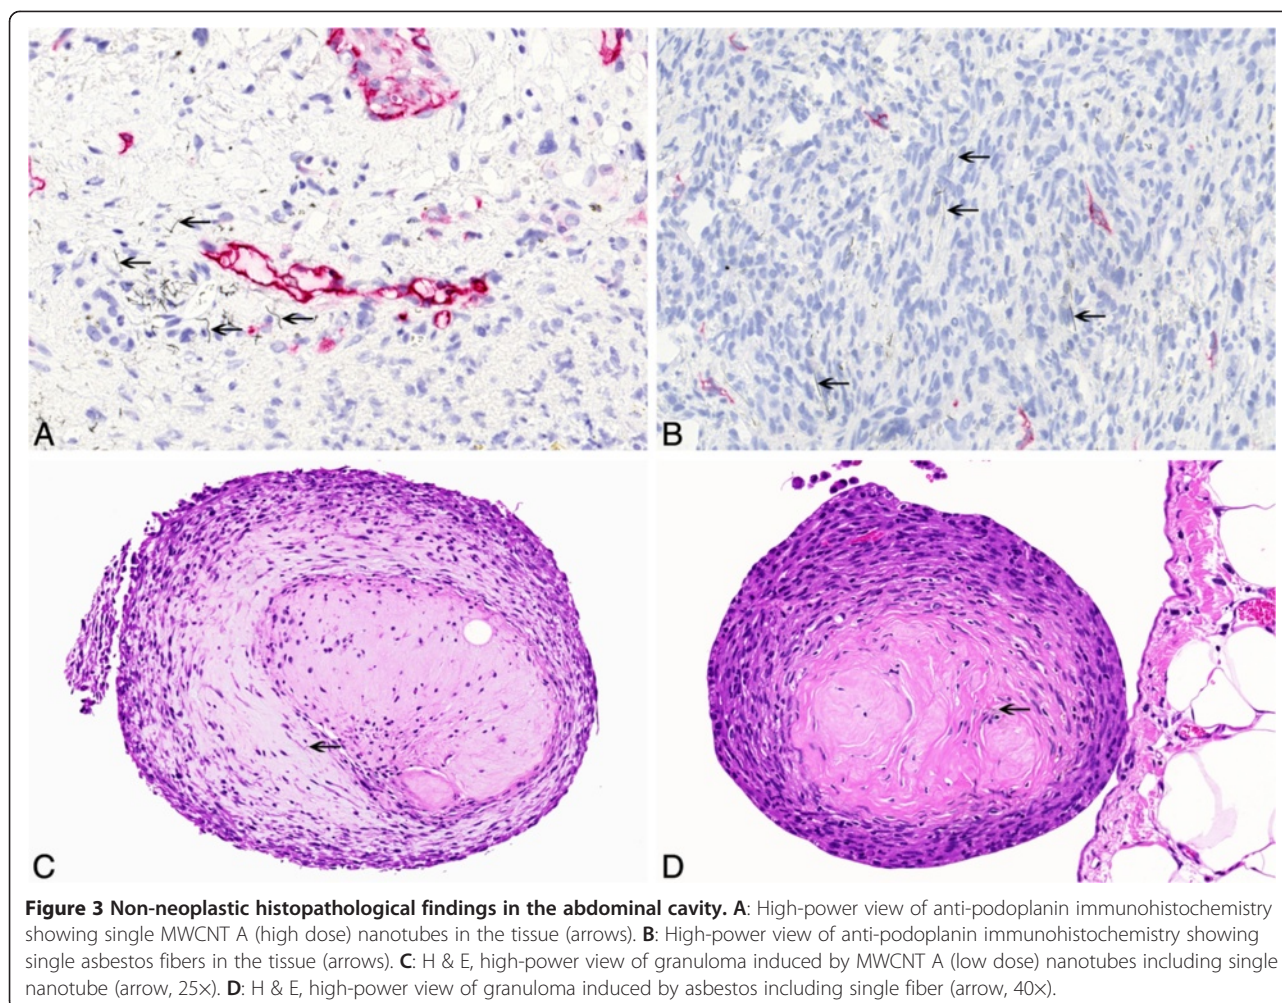 A
B
C
D
Figure 3 Non-neoplastic histopathological findings in the abdominal cavity. A: High-power view of anti-podoplanin immunohistochemistry
showing single MWCNT A (high dose) nanotubes in the tissue (arrows). B: High-power view of anti-podoplanin immunohistochemistry showing
single asbestos fibers in the tissue (arrows). C: H & E, high-power view of granuloma induced by MWCNT A (low dose) nanotubes including single
nanotube (arrow, 25×). D: H & E, high-power view of granuloma induced by asbestos including single fiber (arrow, 40×).